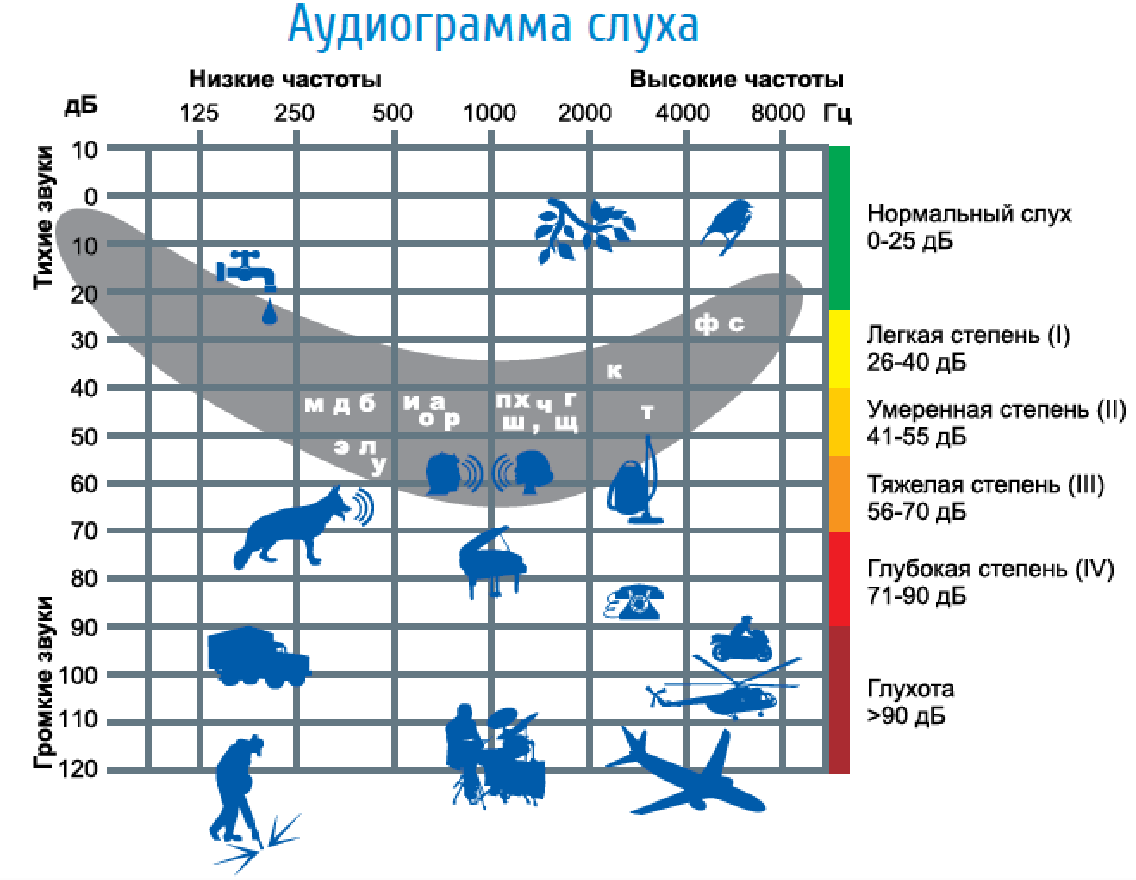 Аудиограмма слуха
Низкие частоты Высокие частоты
дБ 125 250 500 1000 2000 4000 8000 Гц
Тихие звуки
Громкие звуки
10
0
10
20
30
40
50
60
70
80
90
100
110
120
ф с
к
м д б и а пх ч г
о р ш , щ т
э л
у
Нормальный слух
0-25 дБ
Легкая степень (I)
26-40 дБ
Умеренная степень (II)
41-55 дБ
Тяжелая степень (III)
56-70 дБ
Глубокая степень (IV)
71-90 дБ
Глухота
>90 дБ